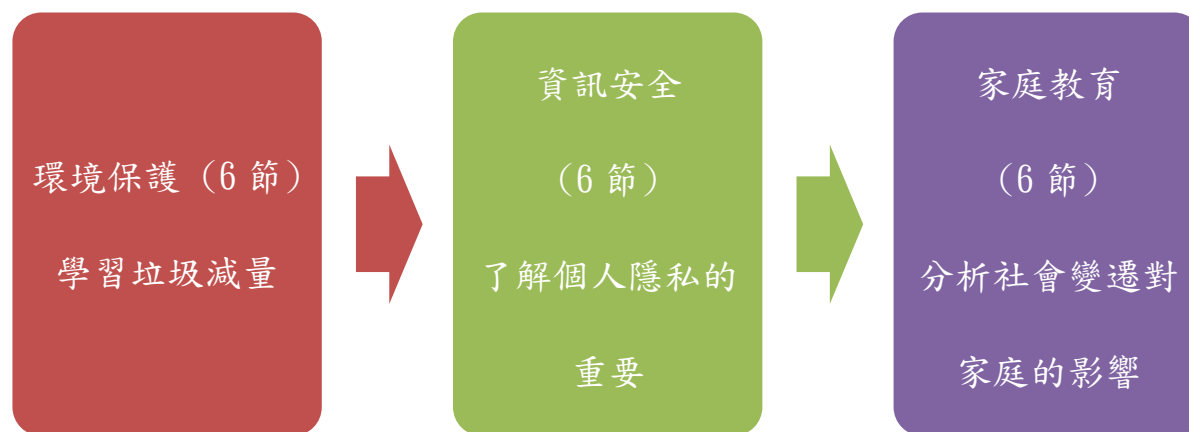 環境保護（6 節）
學習垃圾減量
資訊安全
（6 節）
了解個人隱私的
重要
家庭教育
（6 節）
分析社會變遷對
家庭的影響